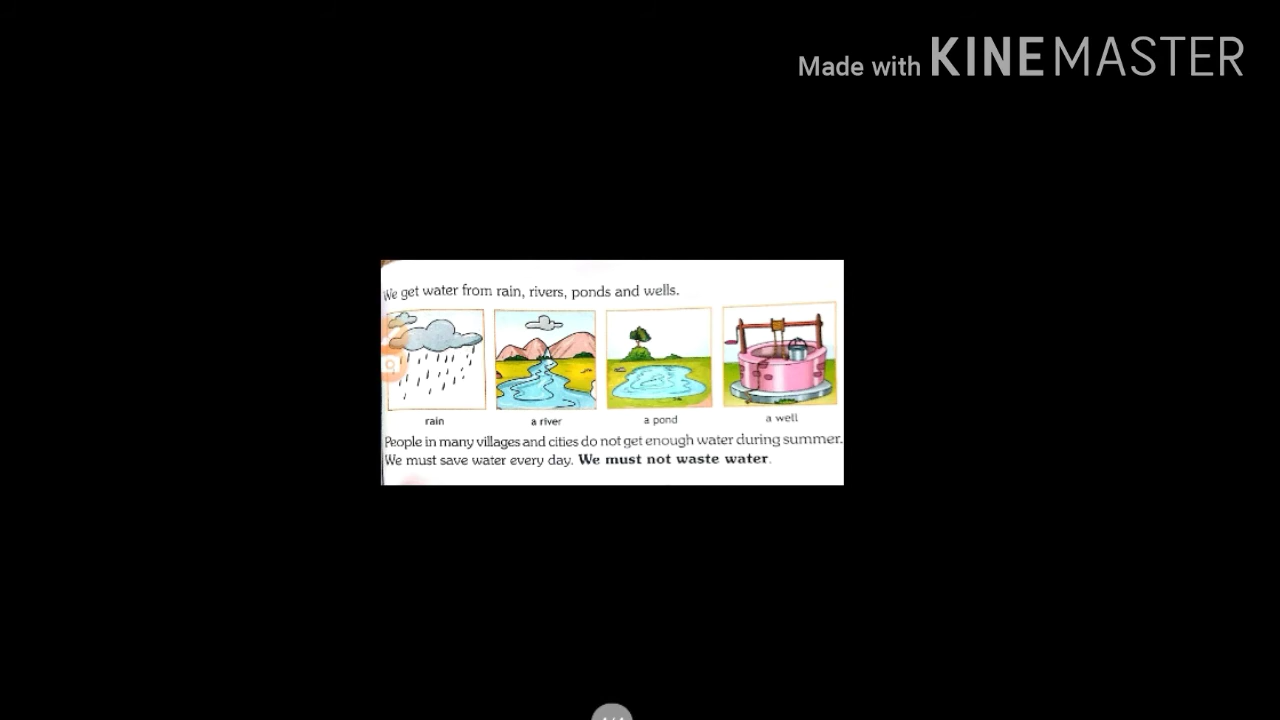 Made with KINEMASTER
We get water from rain, rivers, ponds and wells.
rain a river a pond a well
People in many villages and cities do not get enough water during summer.
We must save water every day. We must not waste water.